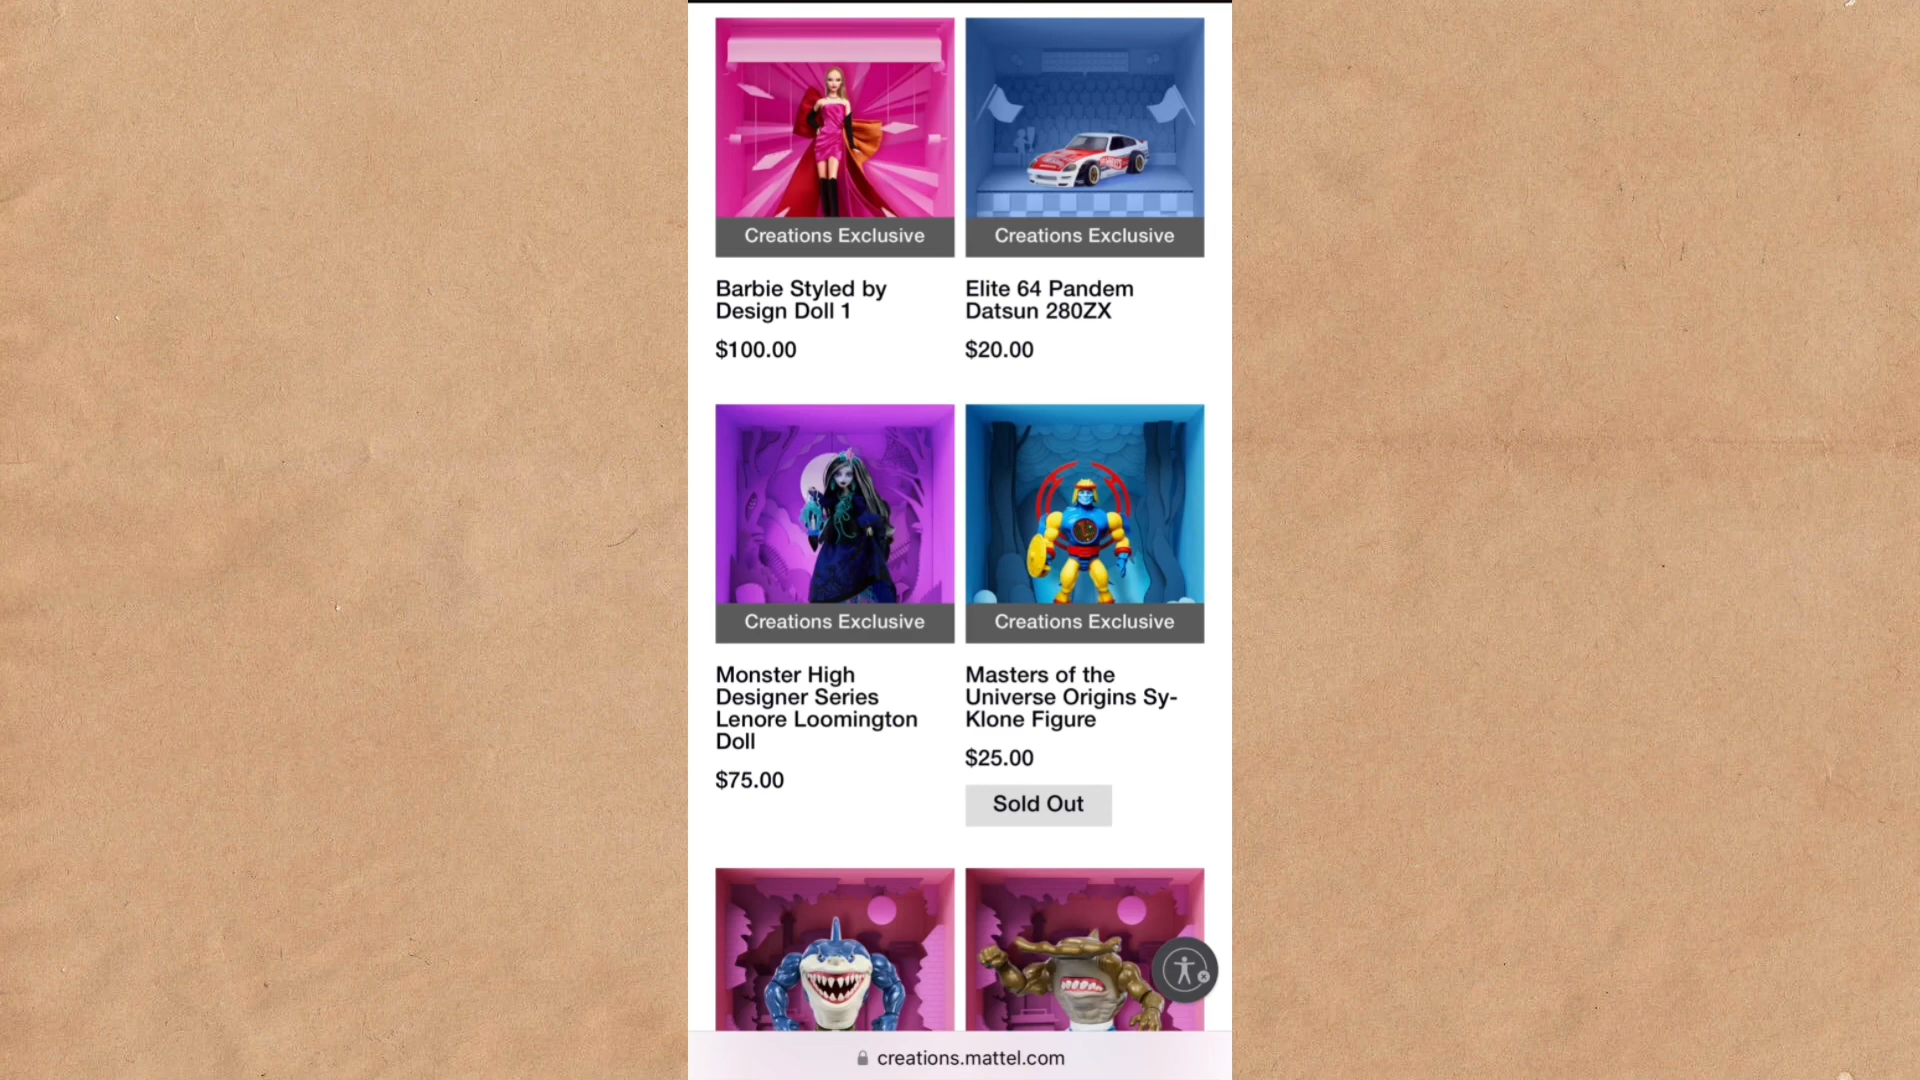 Creations Exclusive
Creations Exclusive
Barbie Styled by
Design Doll 1
$100.00
Elite 64 Pandem
Datsun 280ZX
$20.00
Creations Exclusive
Creations Exclusive
Monster High
Designer Series
Lenore Loomington
Doll
$75.00
Masters of the
Universe Origins Sy-
Klone Figure
$25.00
Sold Out
creations.mattel.com